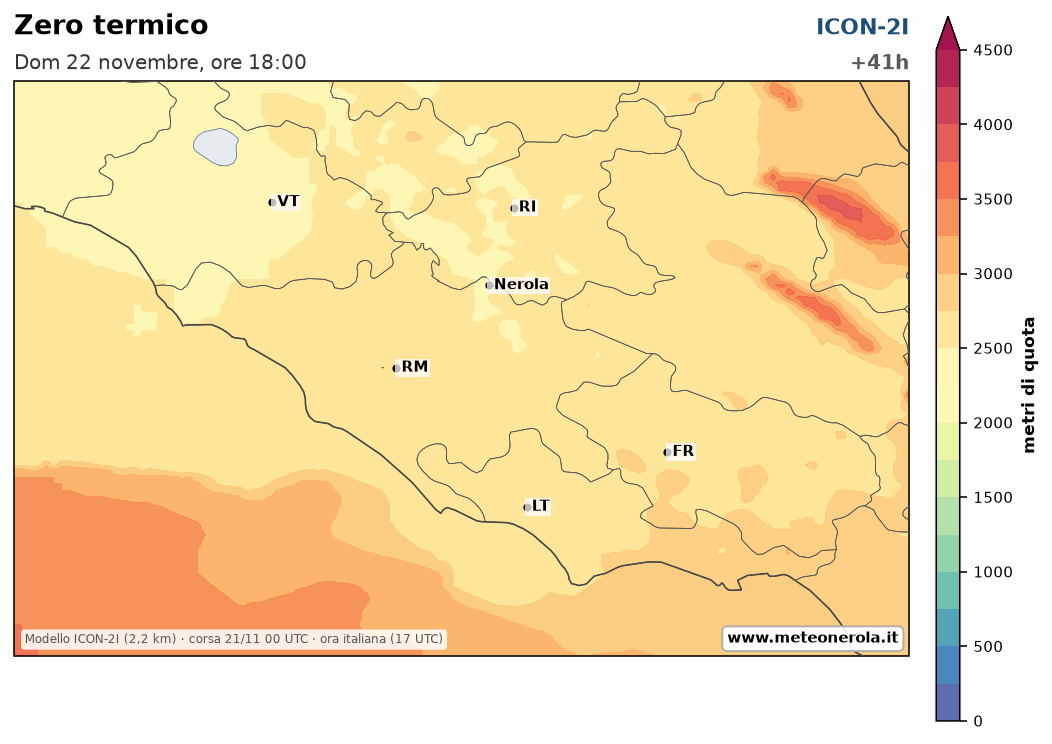 Zero termico
ICON-2I
Dom 22 novembre, ore 18:00
+41h
VT
RI
Nerola
RM
FR
LT
Modello ICON-2I (2,2 km) · corsa 21/11 00 UTC · ora italiana (17 UTC)
www.meteonerola.it
4500
4000
3500
3000
2500
2000
1500
1000
500
0
metri di quota